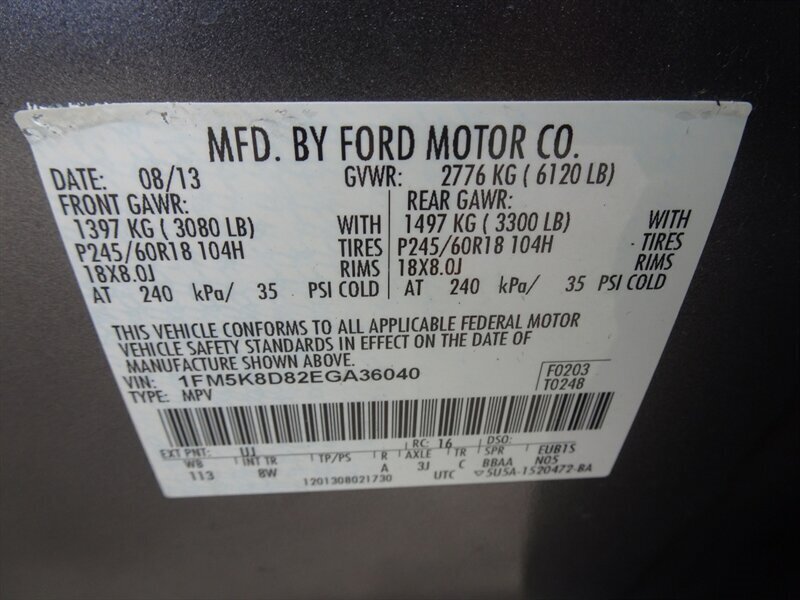 MFD. BY FORD MOTOR CO.
DATE: 08/13 GVWR: 2776 KG ( 6120 LB)
FRONT GAWR: REAR GAWR:
1397 KG ( 3080 LB) WITH 1497 KG ( 3300 LB) WITH
P245/60R18 104H TIRES P245/60R18 104H TIRES
18X8.0J RIMS 18X8.0J RIMS
AT 240 kPa/ 35 PSI COLD AT 240 kPa/ 35 PSI COLD
THIS VEHICLE CONFORMS TO ALL APPLICABLE FEDERAL MOTOR
VEHICLE SAFETY STANDARDS IN EFFECT ON THE DATE OF
MANUFACTURE SHOWN ABOVE.
VIN: 1FM5K8D82EGA36040 F0203
TYPE: MPV T0248
EXT PNT: UJ RC: 16 DSO:
WB INT TR TP/PS R AXLE TR SPR EUB1S
113 8W A 3J C BBAA N05
1201308021730 UTC 5U5A-1520472-BA